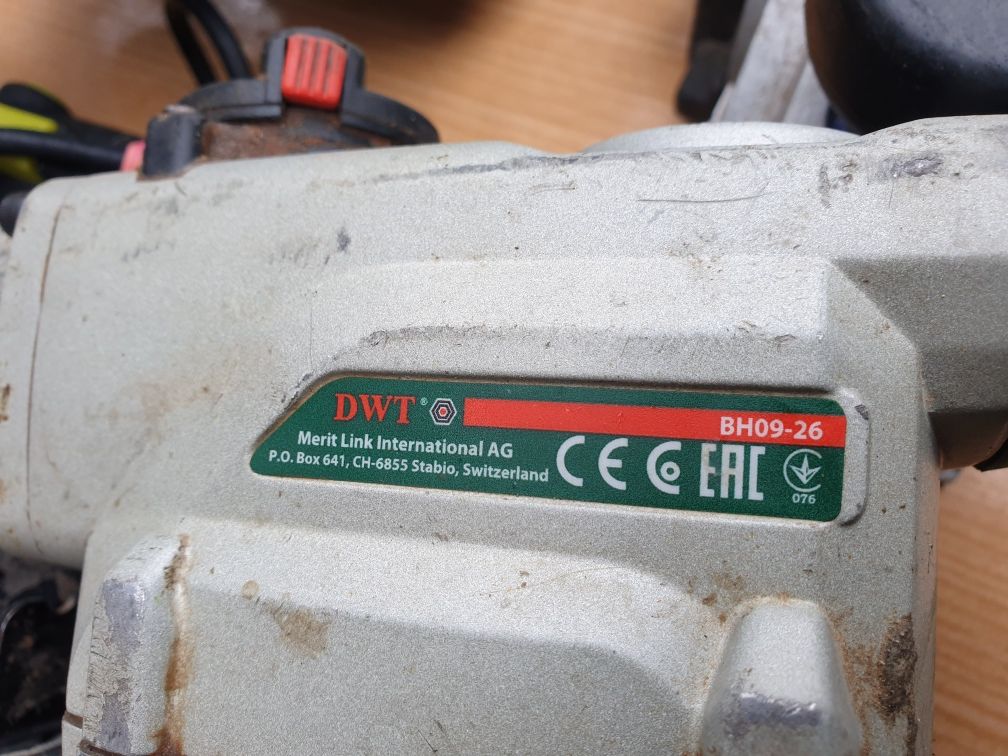 DWT®
BH09-26
Merit Link International AG
P.O. Box 641, CH-6855 Stabio, Switzerland
CE
EAC
076